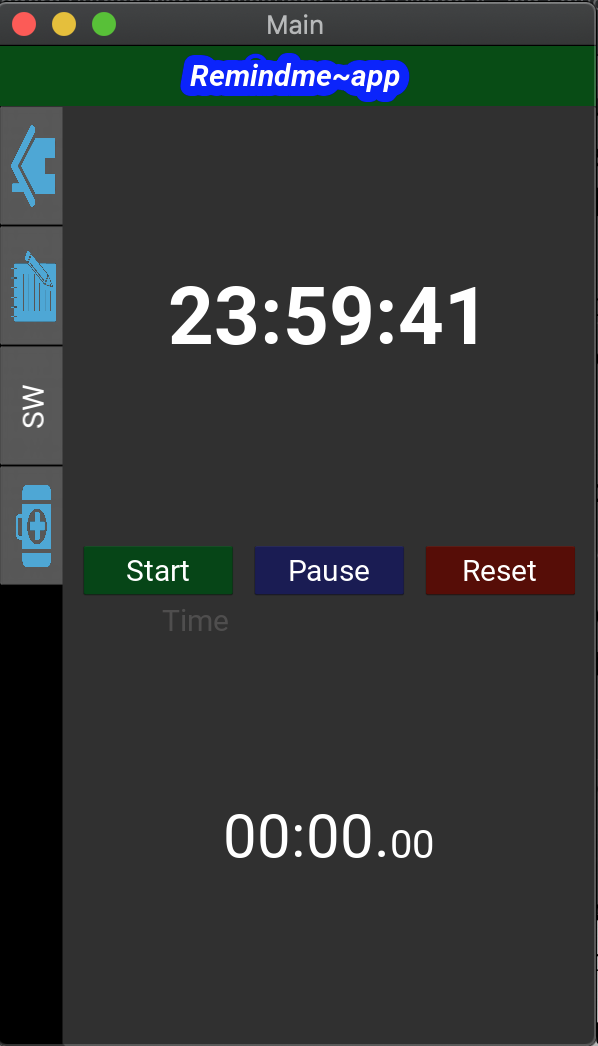 Main
Remindme~app
23:59:41
SW
Start Pause Reset
Time
00:00.00